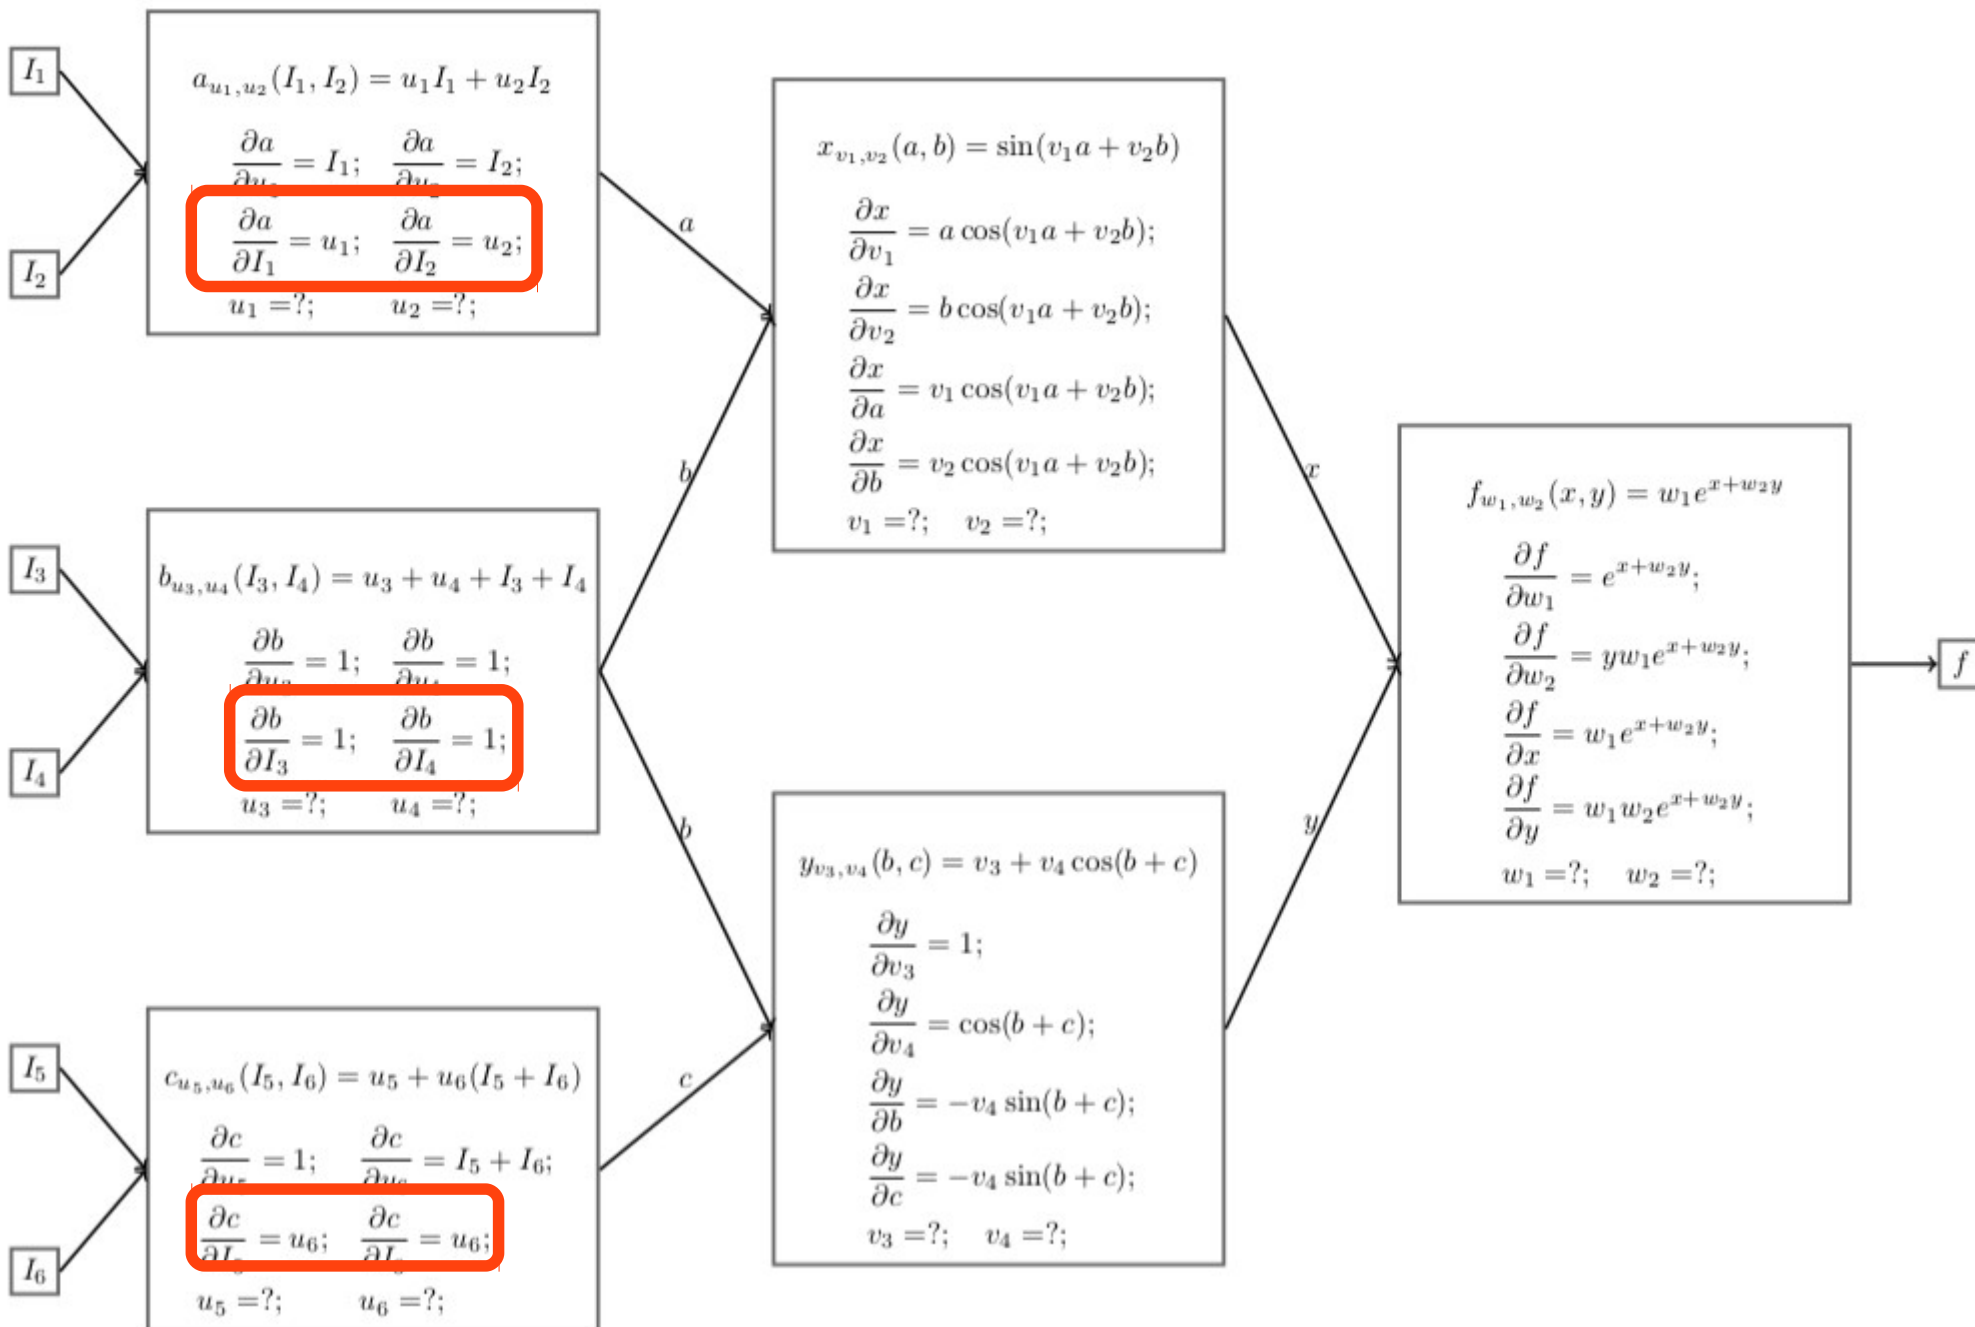 I₁
I₂
a_{u₁,u₂}(I₁, I₂) = u₁I₁ + u₂I₂
∂a/∂u₁ = I₁; ∂a/∂u₂ = I₂;
∂a/∂I₁ = u₁; ∂a/∂I₂ = u₂;
u₁ =?; u₂ =?;
I₃
I₄
b_{u₃,u₄}(I₃, I₄) = u₃ + u₄ + I₃ + I₄
∂b/∂u₃ = 1; ∂b/∂u₄ = 1;
∂b/∂I₃ = 1; ∂b/∂I₄ = 1;
u₃ =?; u₄ =?;
I₅
I₆
c_{u₅,u₆}(I₅, I₆) = u₅ + u₆(I₅ + I₆)
∂c/∂u₅ = 1; ∂c/∂u₆ = I₅ + I₆;
∂c/∂I = u₆; ∂c/∂I = u₆;
u₅ =?; u₆ =?;
a
b
b
c
x_{v₁,v₂}(a, b) = sin(v₁a + v₂b)
∂x/∂v₁ = a cos(v₁a + v₂b);
∂x/∂v₂ = b cos(v₁a + v₂b);
∂x/∂a = v₁ cos(v₁a + v₂b);
∂x/∂b = v₂ cos(v₁a + v₂b);
v₁ =?; v₂ =?;
y_{v₃,v₄}(b, c) = v₃ + v₄ cos(b + c)
∂y/∂v₃ = 1;
∂y/∂v₄ = cos(b + c);
∂y/∂b = −v₄ sin(b + c);
∂y/∂c = −v₄ sin(b + c);
v₃ =?; v₄ =?;
x
y
f_{w₁,w₂}(x, y) = w₁e^{x+w₂y}
∂f/∂w₁ = e^{x+w₂y};
∂f/∂w₂ = yw₁e^{x+w₂y};
∂f/∂x = w₁e^{x+w₂y};
∂f/∂y = w₁w₂e^{x+w₂y};
w₁ =?; w₂ =?;
f